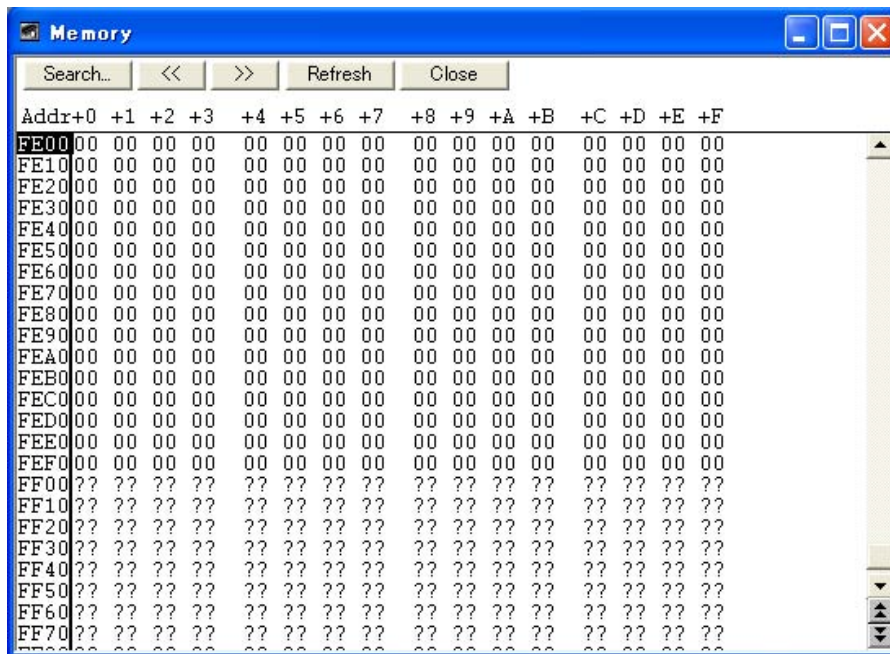 Memory
Search... << >> Refresh Close
Addr+0 +1 +2 +3 +4 +5 +6 +7 +8 +9 +A +B +C +D +E +F
FE00 00 00 00 00 00 00 00 00 00 00 00 00 00 00 00 00
FE10 00 00 00 00 00 00 00 00 00 00 00 00 00 00 00 00
FE20 00 00 00 00 00 00 00 00 00 00 00 00 00 00 00 00
FE30 00 00 00 00 00 00 00 00 00 00 00 00 00 00 00 00
FE40 00 00 00 00 00 00 00 00 00 00 00 00 00 00 00 00
FE50 00 00 00 00 00 00 00 00 00 00 00 00 00 00 00 00
FE60 00 00 00 00 00 00 00 00 00 00 00 00 00 00 00 00
FE70 00 00 00 00 00 00 00 00 00 00 00 00 00 00 00 00
FE80 00 00 00 00 00 00 00 00 00 00 00 00 00 00 00 00
FE90 00 00 00 00 00 00 00 00 00 00 00 00 00 00 00 00
FEA0 00 00 00 00 00 00 00 00 00 00 00 00 00 00 00 00
FEB0 00 00 00 00 00 00 00 00 00 00 00 00 00 00 00 00
FEC0 00 00 00 00 00 00 00 00 00 00 00 00 00 00 00 00
FED0 00 00 00 00 00 00 00 00 00 00 00 00 00 00 00 00
FEE0 00 00 00 00 00 00 00 00 00 00 00 00 00 00 00 00
FEF0 00 00 00 00 00 00 00 00 00 00 00 00 00 00 00 00
FF00 ?? ?? ?? ?? ?? ?? ?? ?? ?? ?? ?? ?? ?? ?? ?? ??
FF10 ?? ?? ?? ?? ?? ?? ?? ?? ?? ?? ?? ?? ?? ?? ?? ??
FF20 ?? ?? ?? ?? ?? ?? ?? ?? ?? ?? ?? ?? ?? ?? ?? ??
FF30 ?? ?? ?? ?? ?? ?? ?? ?? ?? ?? ?? ?? ?? ?? ?? ??
FF40 ?? ?? ?? ?? ?? ?? ?? ?? ?? ?? ?? ?? ?? ?? ?? ??
FF50 ?? ?? ?? ?? ?? ?? ?? ?? ?? ?? ?? ?? ?? ?? ?? ??
FF60 ?? ?? ?? ?? ?? ?? ?? ?? ?? ?? ?? ?? ?? ?? ?? ??
FF70 ?? ?? ?? ?? ?? ?? ?? ?? ?? ?? ?? ?? ?? ?? ?? ??